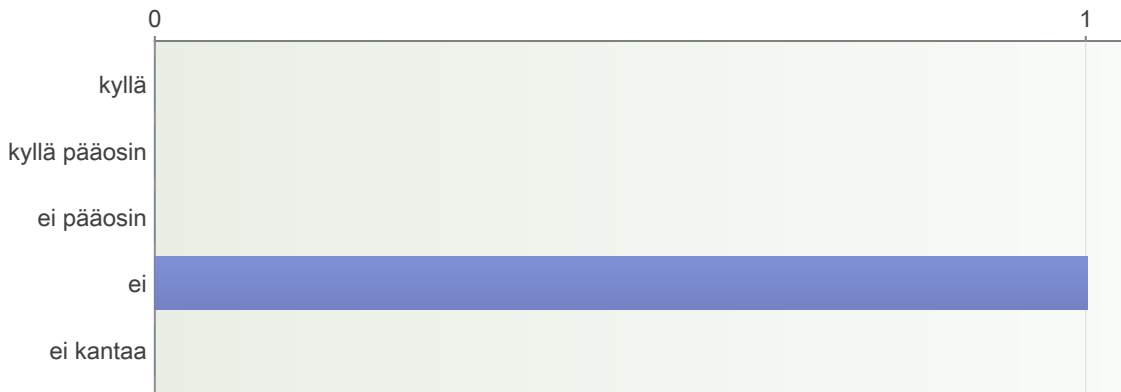 0 1
kyllä
kyllä pääosin
ei pääosin
ei
ei kantaa